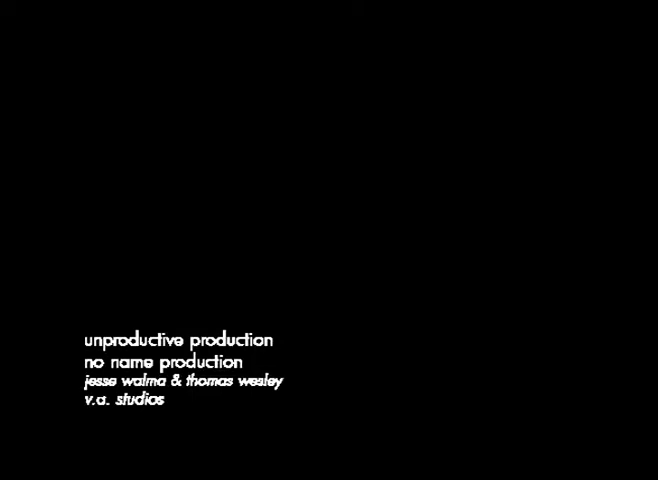 unproductive production
no name production
jesse walma & thomas wesley
v.a. studios